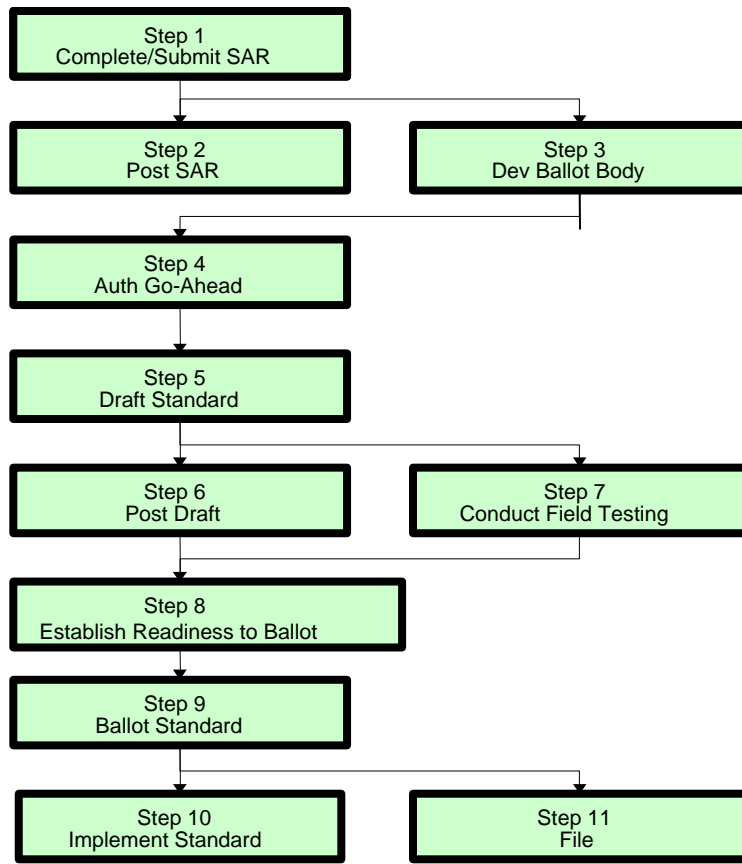 Step 1
Complete/Submit SAR
Step 2
Post SAR
Step 3
Dev Ballot Body
Step 4
Auth Go-Ahead
Step 5
Draft Standard
Step 6
Post Draft
Step 7
Conduct Field Testing
Step 8
Establish Readiness to Ballot
Step 9
Ballot Standard
Step 10
Implement Standard
Step 11
File